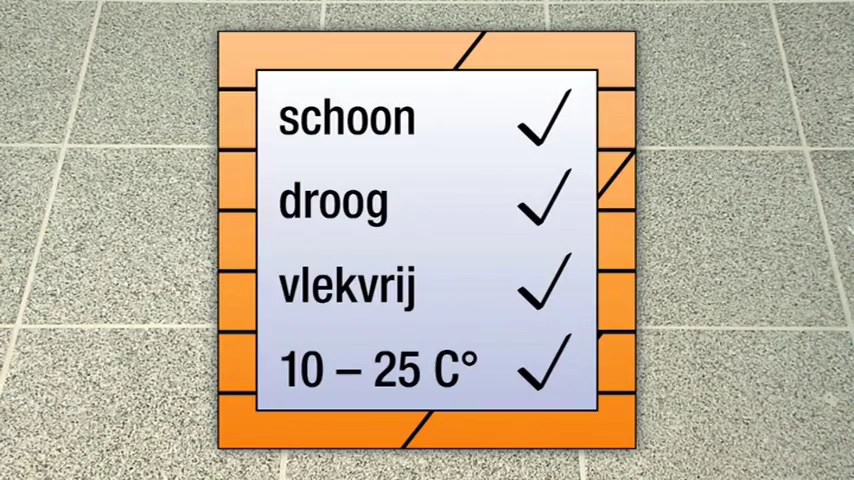 schoon ✓
droog ✓
vlekvrij ✓
10 – 25 C° ✓